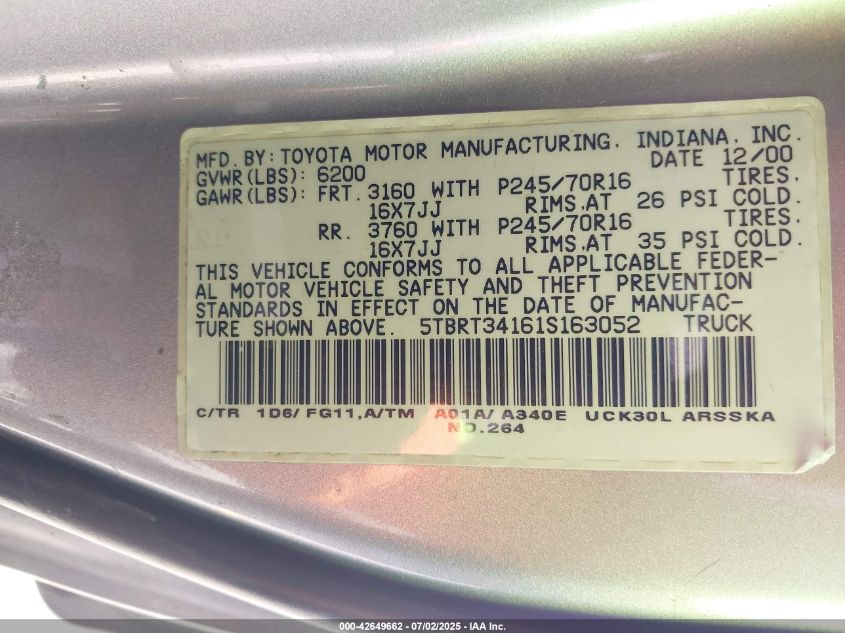 MFD. BY: TOYOTA MOTOR MANUFACTURING, INDIANA, INC.
DATE 12/00
GVWR(LBS): 6200
GAWR(LBS): FRT. 3160 WITH P245/70R16 TIRES.
16X7JJ RIMS.AT 26 PSI COLD.
RR. 3760 WITH P245/70R16 TIRES.
16X7JJ RIMS.AT 35 PSI COLD.
THIS VEHICLE CONFORMS TO ALL APPLICABLE FEDER-
AL MOTOR VEHICLE SAFETY AND THEFT PREVENTION
STANDARDS IN EFFECT ON THE DATE OF MANUFAC-
TURE SHOWN ABOVE. 5TBRT34161S163052 TRUCK
C/TR 1D6/ FG11,A/TM A01A/ A340E UCK30L ARSSKA
NO.264
000-42649662 - 07/02/2025 - IAA Inc.